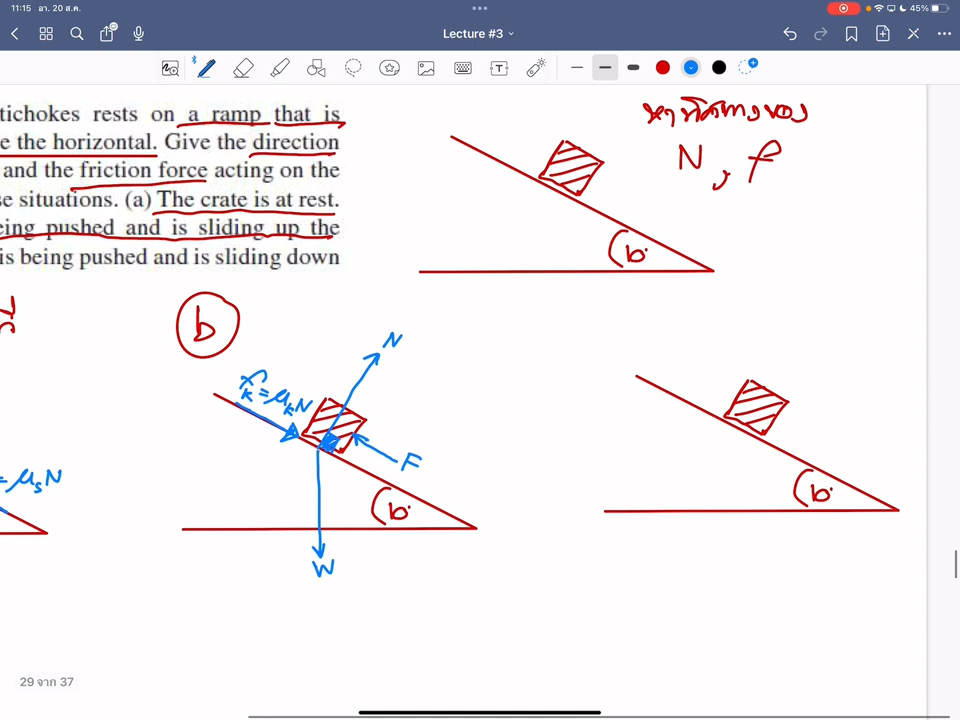 11:15 อา. 20 ส.ค.
45%
Lecture #3
tichokes rests on a ramp that is
e the horizontal. Give the direction
and the friction force acting on the
se situations. (a) The crate is at rest.
eing pushed and is sliding up the
is being pushed and is sliding down
หาทิศทางของ
N, f
b
N
fk = μkN
F
W
= μsN
29 จาก 37